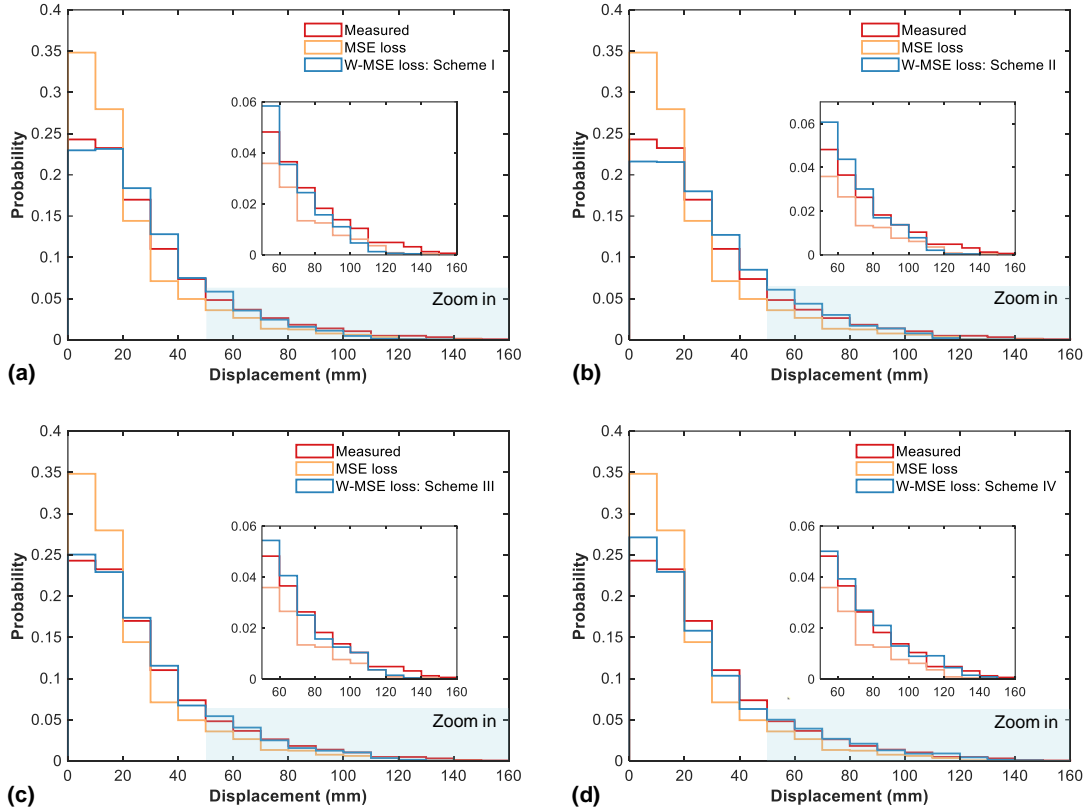 0.4
0.35
0.3
0.25
0.2
0.15
0.1
0.05
0
Probability
Measured
MSE loss
W-MSE loss: Scheme I
0.06
0.04
0.02
0
60 80 100 120 140 160
Zoom in
0 20 40 60 80 100 120 140 160
(a)
Displacement (mm)
0.4
0.35
0.3
0.25
0.2
0.15
0.1
0.05
0
Probability
Measured
MSE loss
W-MSE loss: Scheme II
0.06
0.04
0.02
0
60 80 100 120 140 160
Zoom in
0 20 40 60 80 100 120 140 160
(b)
Displacement (mm)
0.4
0.35
0.3
0.25
0.2
0.15
0.1
0.05
0
Probability
Measured
MSE loss
W-MSE loss: Scheme III
0.06
0.04
0.02
0
60 80 100 120 140 160
Zoom in
0 20 40 60 80 100 120 140 160
(c)
Displacement (mm)
0.4
0.35
0.3
0.25
0.2
0.15
0.1
0.05
0
Probability
Measured
MSE loss
W-MSE loss: Scheme IV
0.06
0.04
0.02
0
60 80 100 120 140 160
Zoom in
0 20 40 60 80 100 120 140 160
(d)
Displacement (mm)